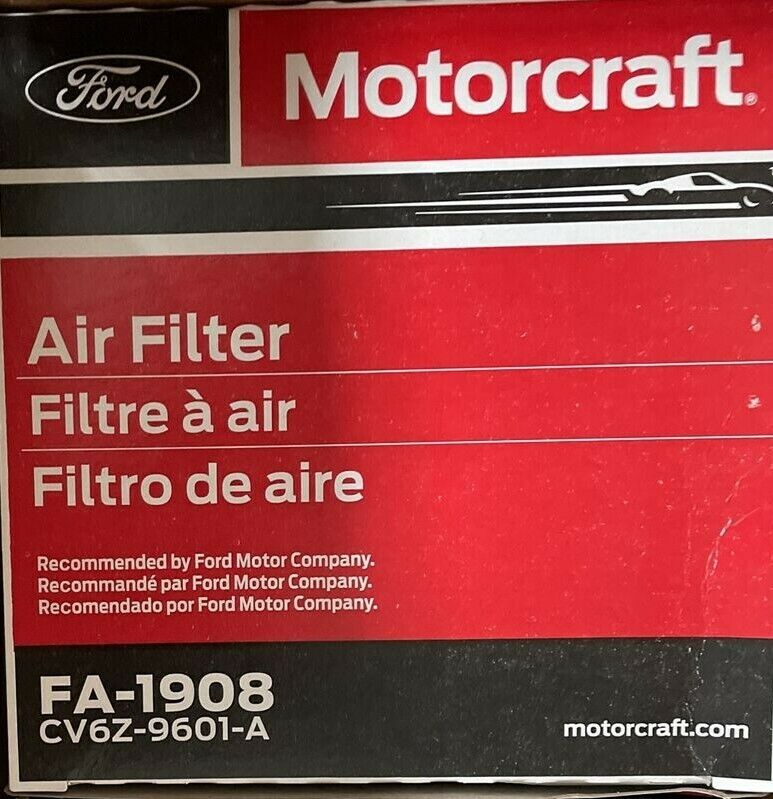 Ford
Motorcraft®
Air Filter
Filtre à air
Filtro de aire
Recommended by Ford Motor Company.
Recommandé par Ford Motor Company.
Recomendado por Ford Motor Company.
FA-1908
CV6Z-9601-A
motorcraft.com